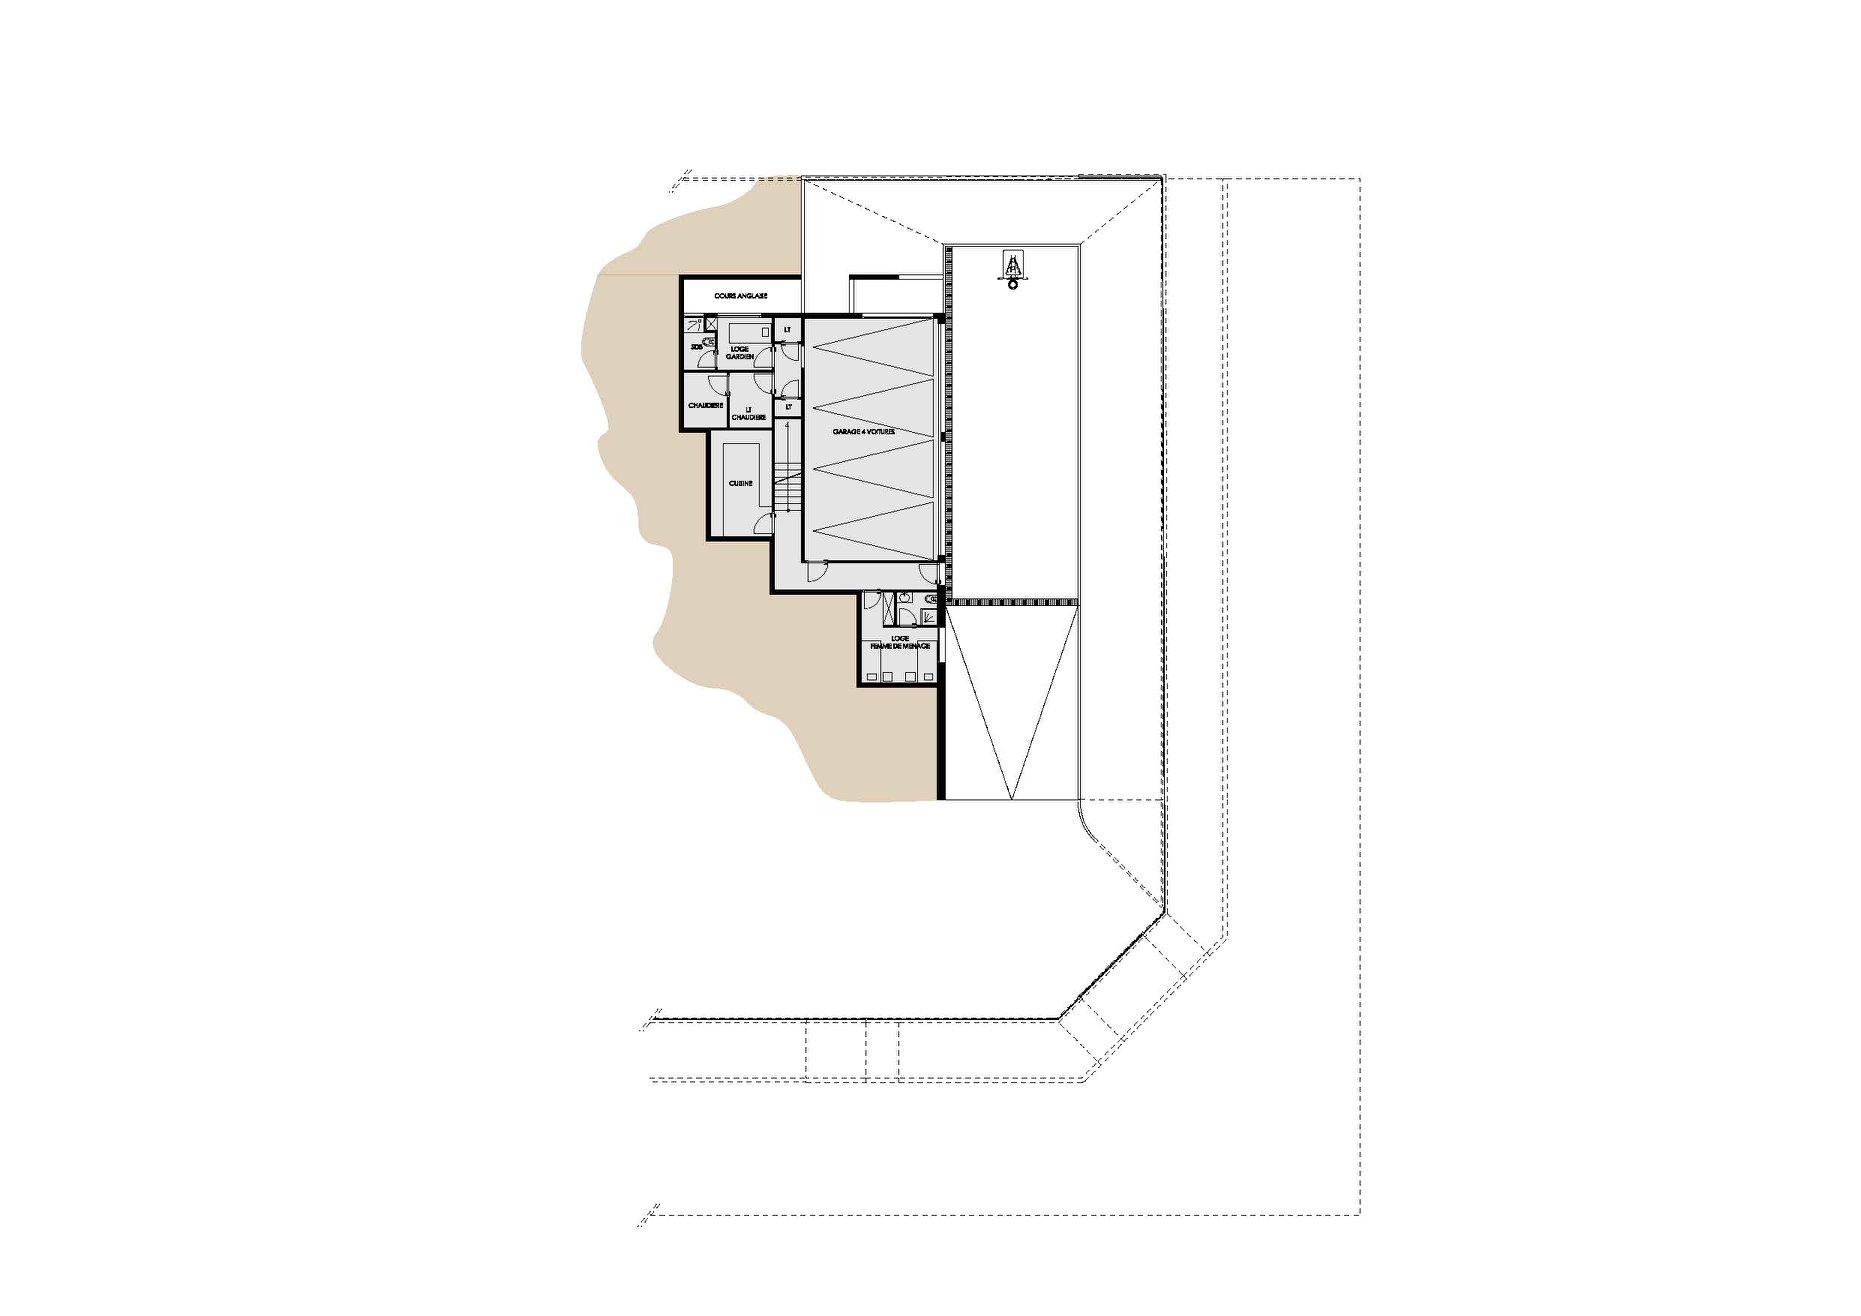 COURS ANGLAISE
LT
SDB
LOGE
GARDIEN
CHAUDIERE
LT
CHAUDIERE
LT
GARAGE 4 VOITURES
CUISINE
LOGE
FEMME DE MENAGE